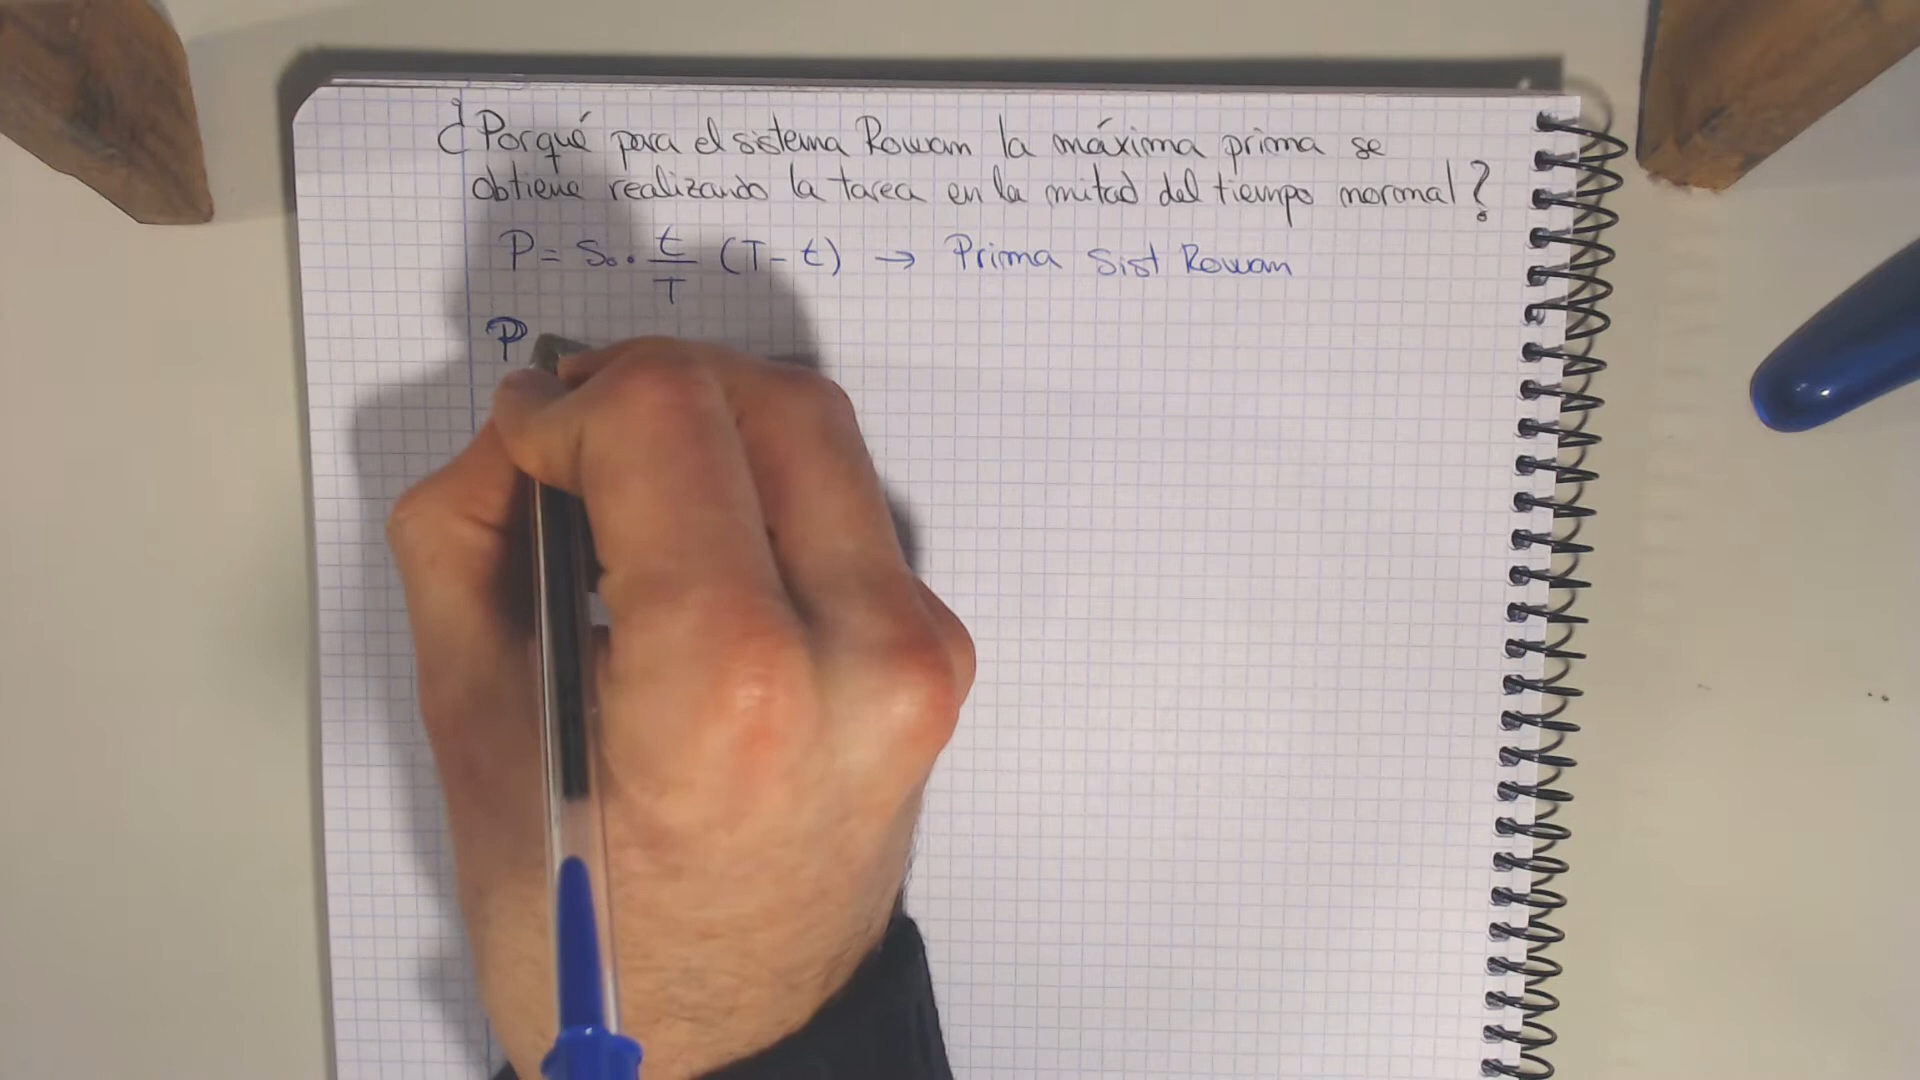 ¿Porqué para el sistema Rowan la máxima prima se
obtiene realizando la tarea en la mitad del tiempo normal?
P = So · t/T (T - t) → Prima Sist Rowan
P